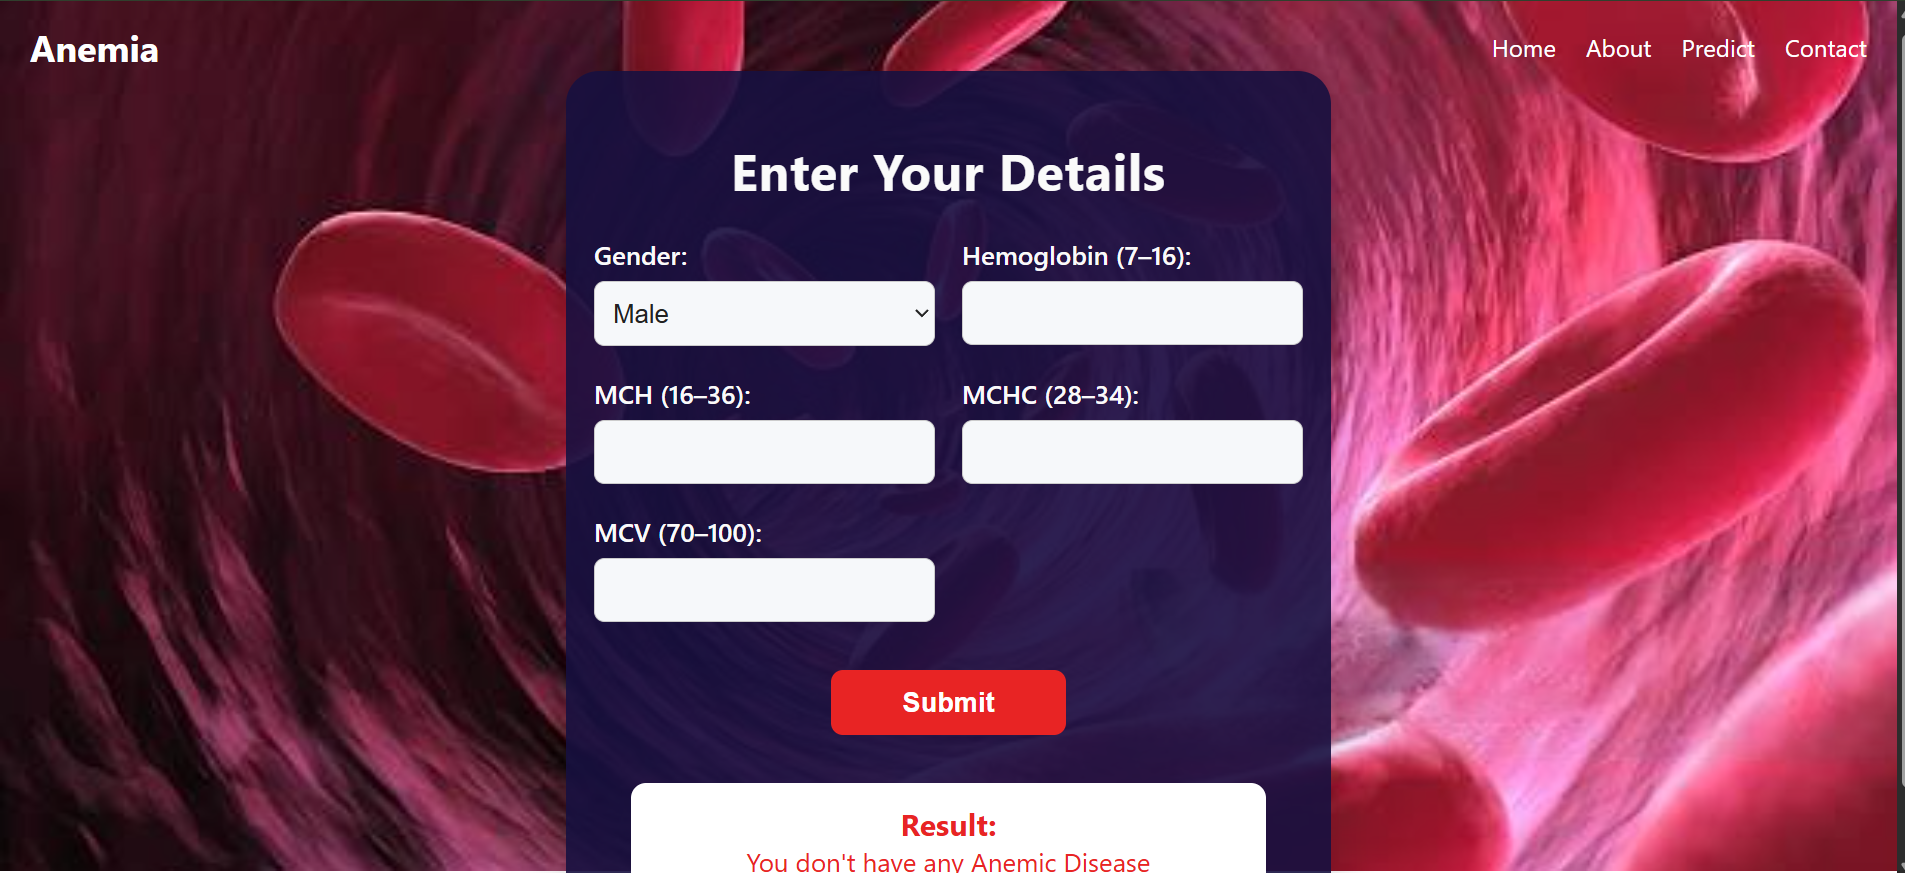 Anemia
Home About Predict Contact
Enter Your Details
Gender: Hemoglobin (7–16):
Male
MCH (16–36): MCHC (28–34):
MCV (70–100):
Submit
Result:
You don't have any Anemic Disease